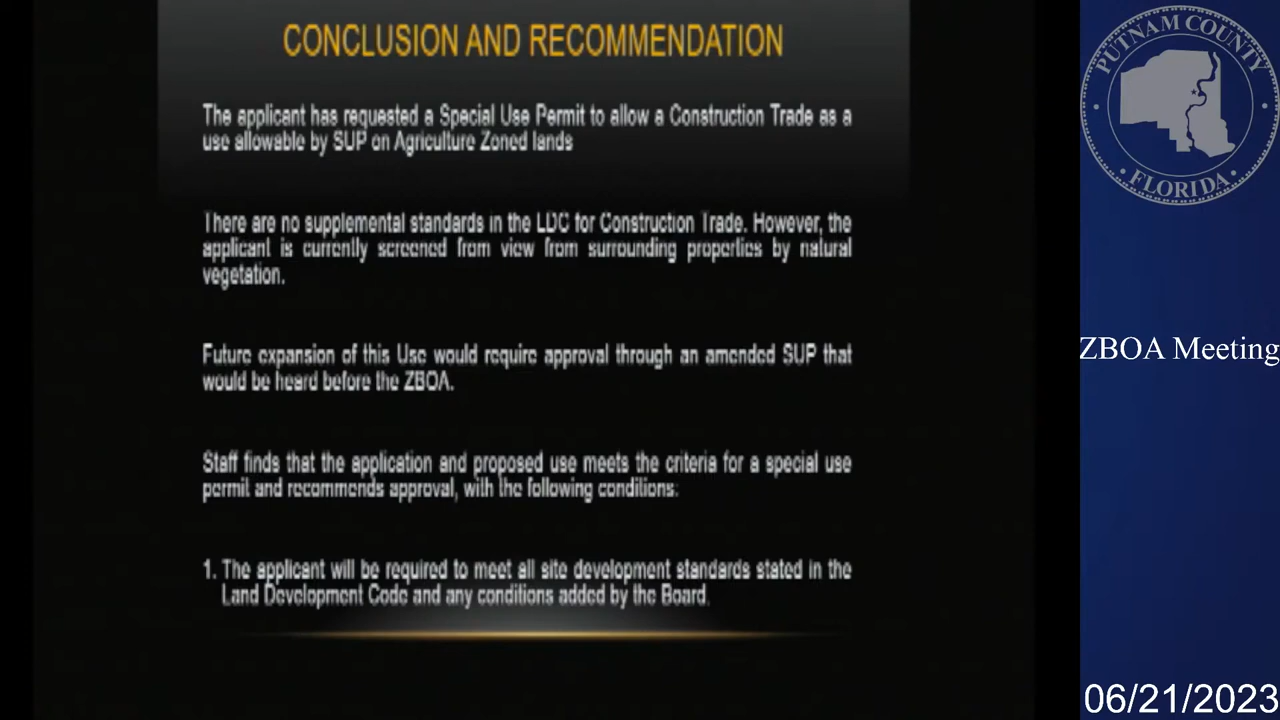 CONCLUSION AND RECOMMENDATION
The applicant has requested a Special Use Permit to allow a Construction Trade as a
use allowable by SUP on Agriculture Zoned lands
There are no supplemental standards in the LDC for Construction Trade. However, the
applicant is currently screened from view from surrounding properties by natural
vegetation.
Future expansion of this Use would require approval through an amended SUP that
would be heard before the ZBOA.
Staff finds that the application and proposed use meets the criteria for a special use
permit and recommends approval, with the following conditions:
1. The applicant will be required to meet all site development standards stated in the
Land Development Code and any conditions added by the Board.
PUTNAM COUNTY
FLORIDA
ZBOA Meeting
06/21/2023